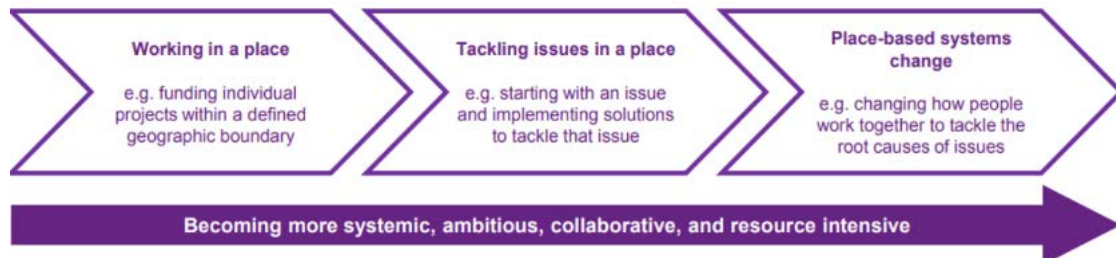 Working in a place
e.g. funding individual
projects within a defined
geographic boundary
Tackling issues in a place
e.g. starting with an issue
and implementing solutions
to tackle that issue
Place-based systems
change
e.g. changing how people
work together to tackle the
root causes of issues
Becoming more systemic, ambitious, collaborative, and resource intensive